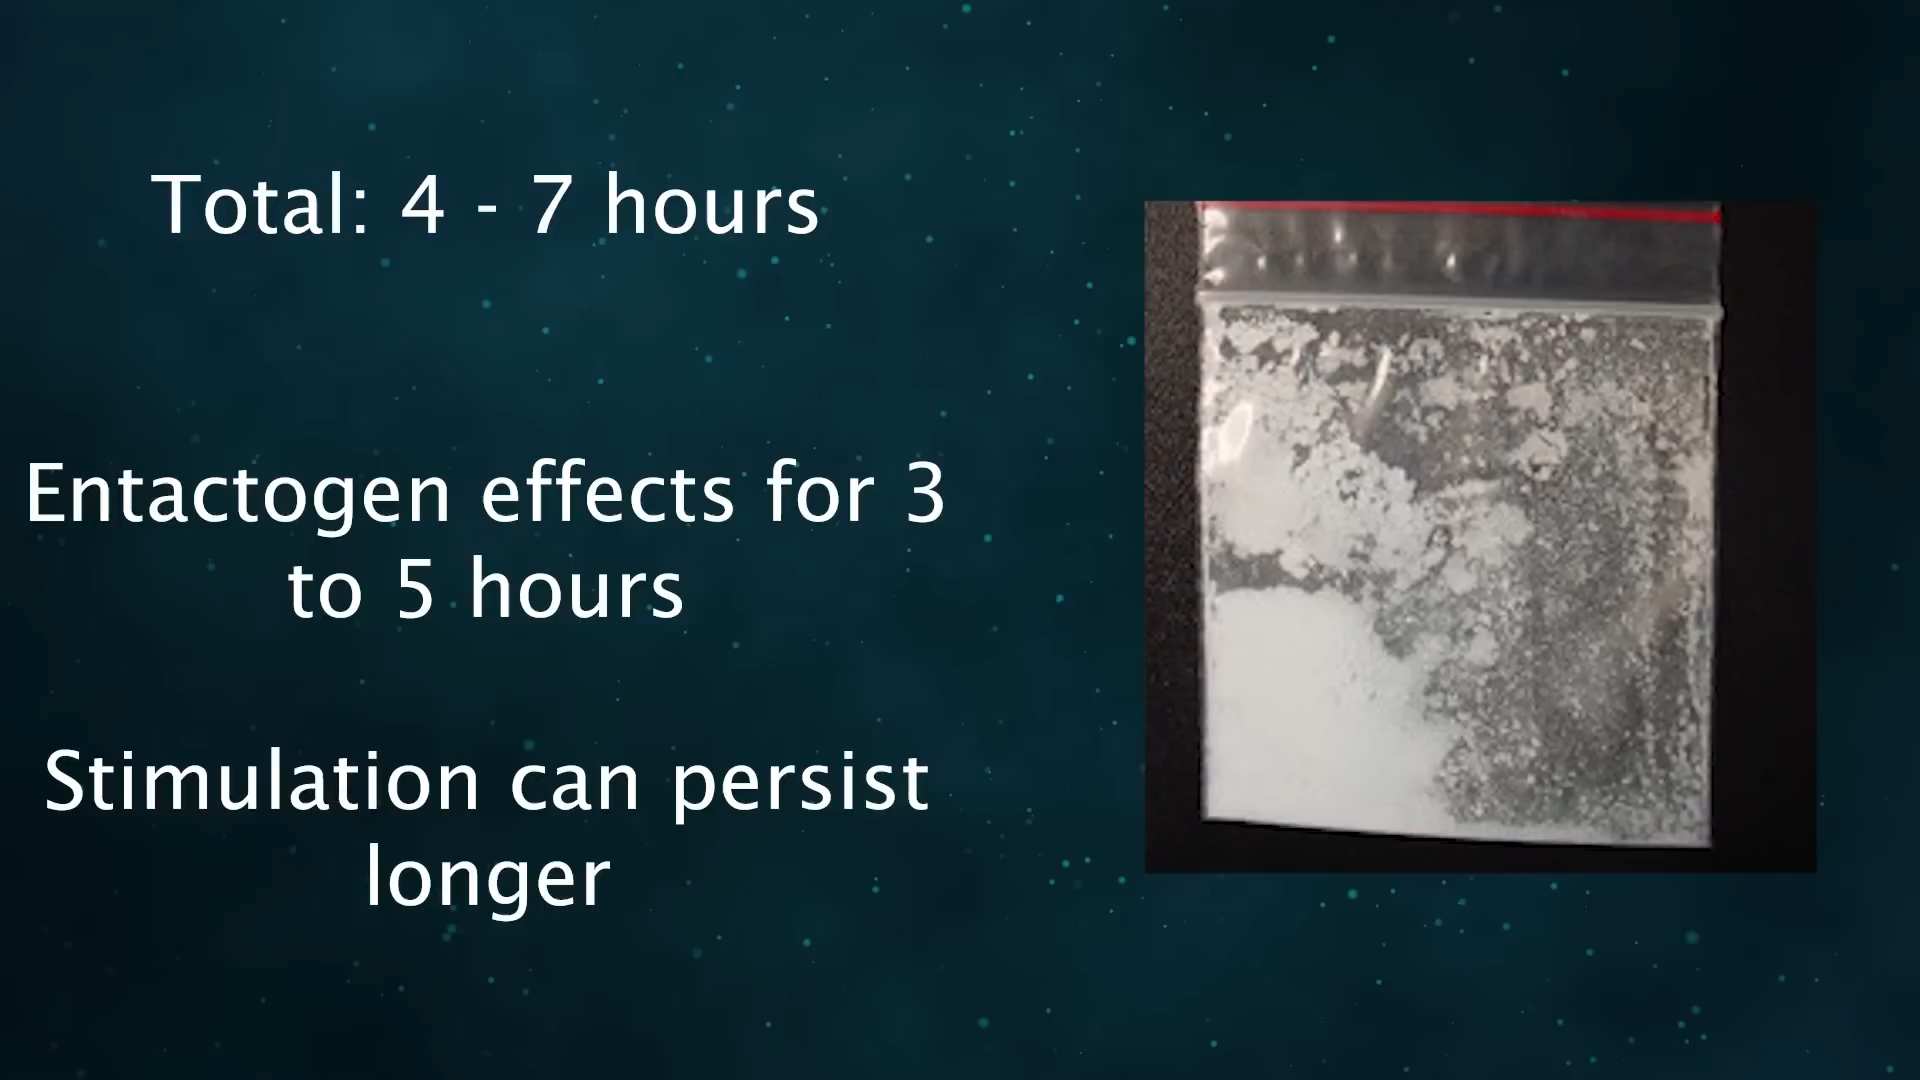 Total: 4 - 7 hours
Entactogen effects for 3
to 5 hours
Stimulation can persist
longer